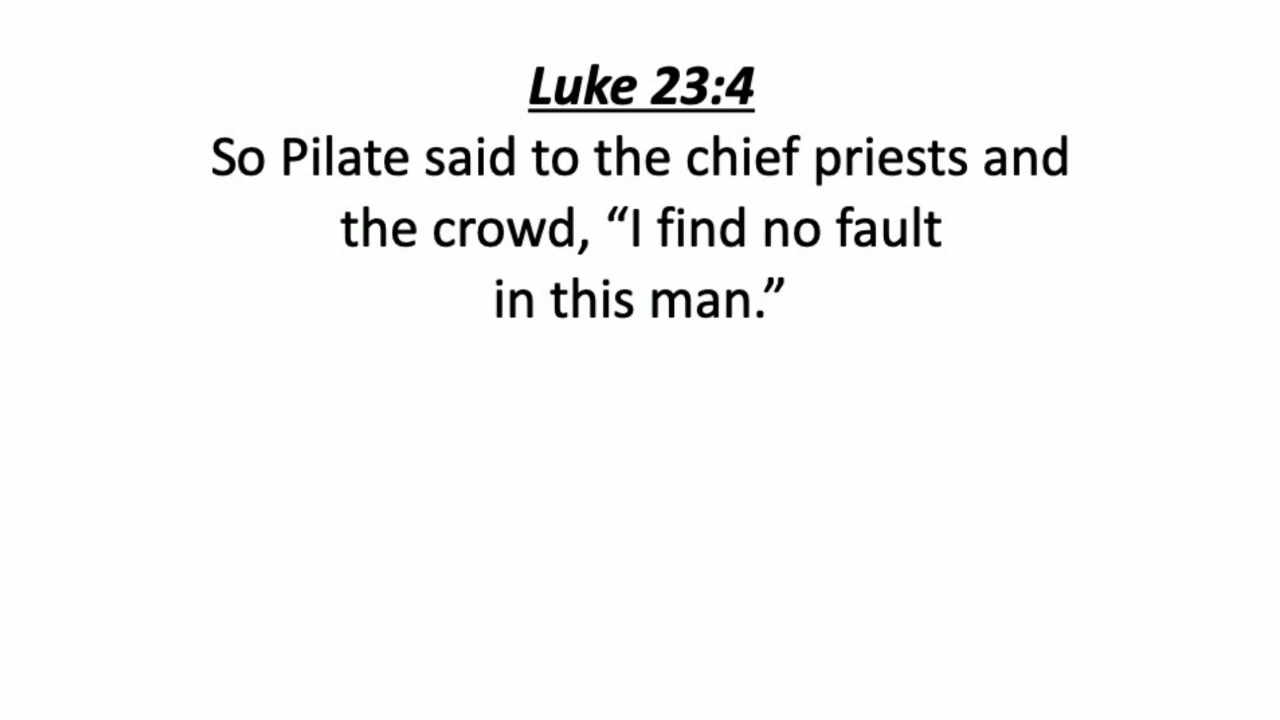 Luke 23:4
So Pilate said to the chief priests and
the crowd, “I find no fault
in this man.”